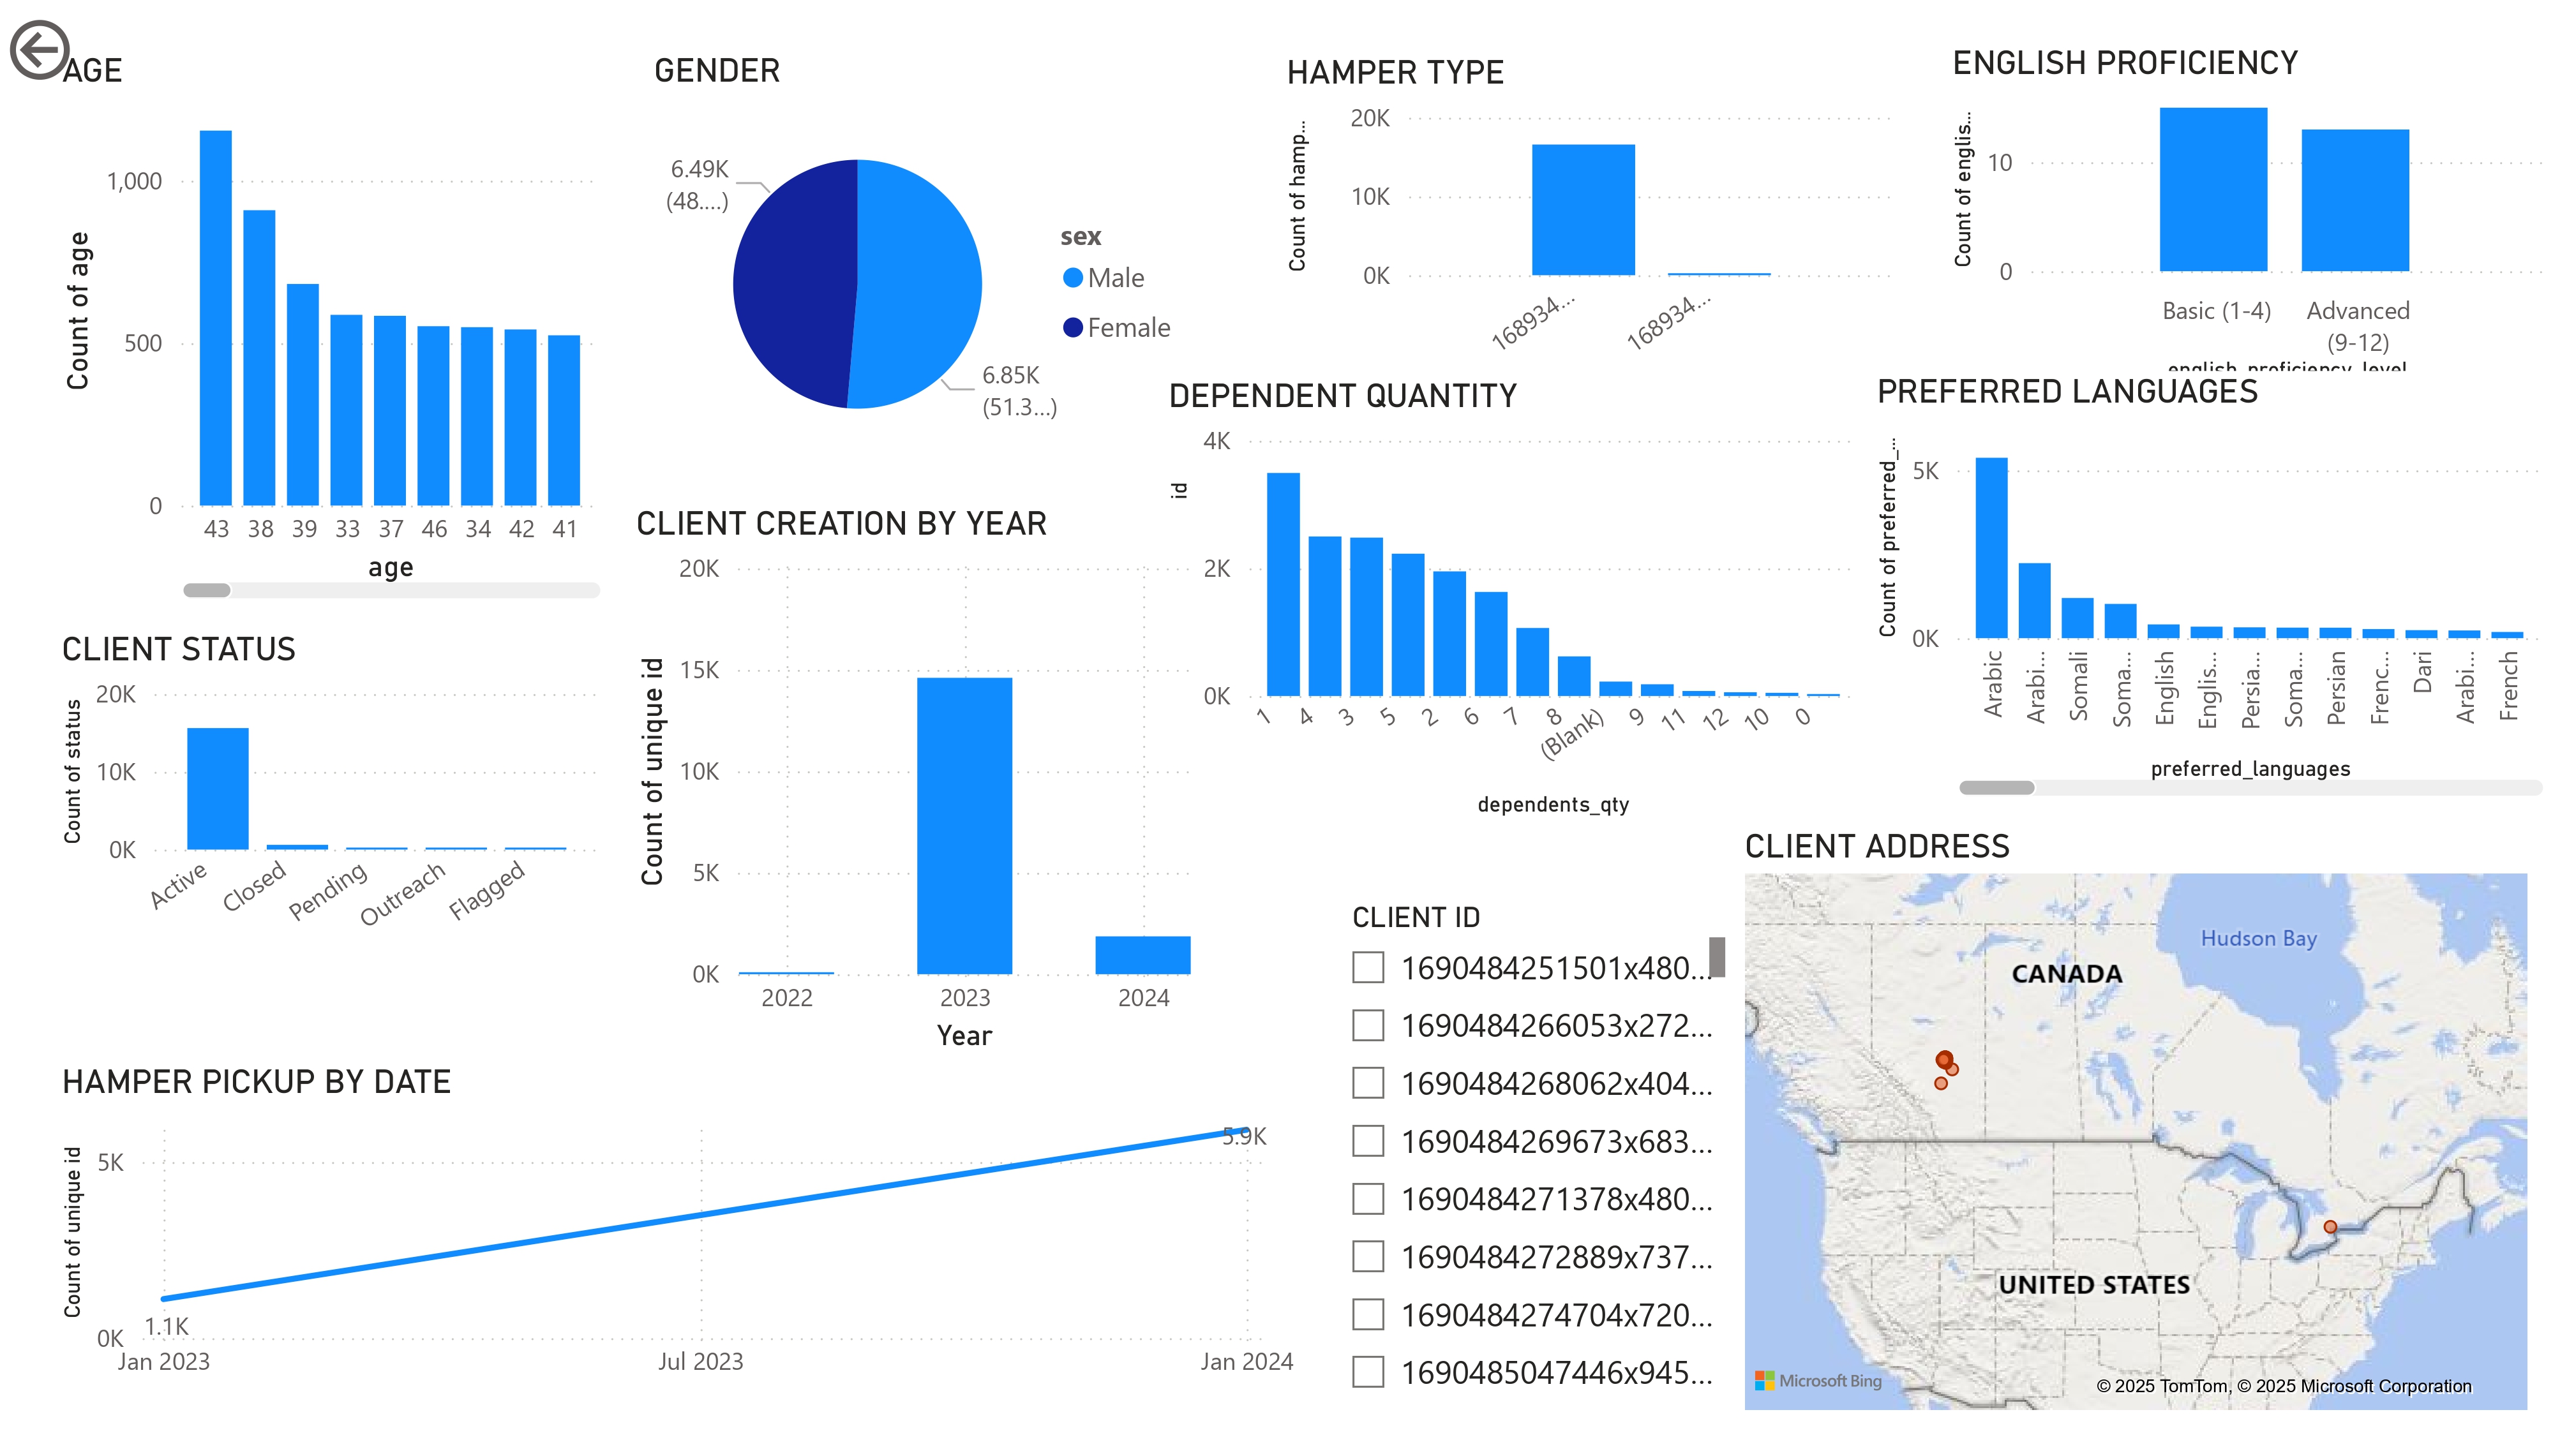 AGE
Count of age
1,000
500
0
43 38 39 33 37 46 34 42 41
age
GENDER
6.49K
(48....)
6.85K
(51.3...)
sex
Male
Female
HAMPER TYPE
Count of hamp...
20K
10K
0K
168934... 168934...
ENGLISH PROFICIENCY
Count of englis...
10
0
Basic (1-4) Advanced
(9-12)
english_proficiency_level
DEPENDENT QUANTITY
id
4K
2K
0K
1 4 3 5 2 6 7 8 (Blank) 9 11 12 10 0
dependents_qty
PREFERRED LANGUAGES
Count of preferred_...
5K
0K
Arabic Arabi... Somali Soma... English Englis... Persia... Soma... Persian Frenc... Dari Arabi... French
preferred_languages
CLIENT STATUS
Count of status
20K
10K
0K
Active Closed Pending Outreach Flagged
CLIENT CREATION BY YEAR
Count of unique id
20K
15K
10K
5K
0K
2022 2023 2024
Year
HAMPER PICKUP BY DATE
Count of unique id
5K
0K
1.1K
5.9K
Jan 2023 Jul 2023 Jan 2024
CLIENT ID
1690484251501x480...
1690484266053x272...
1690484268062x404...
1690484269673x683...
1690484271378x480...
1690484272889x737...
1690484274704x720...
1690485047446x945...
CLIENT ADDRESS
Hudson Bay
CANADA
UNITED STATES
Microsoft Bing
© 2025 TomTom, © 2025 Microsoft Corporation